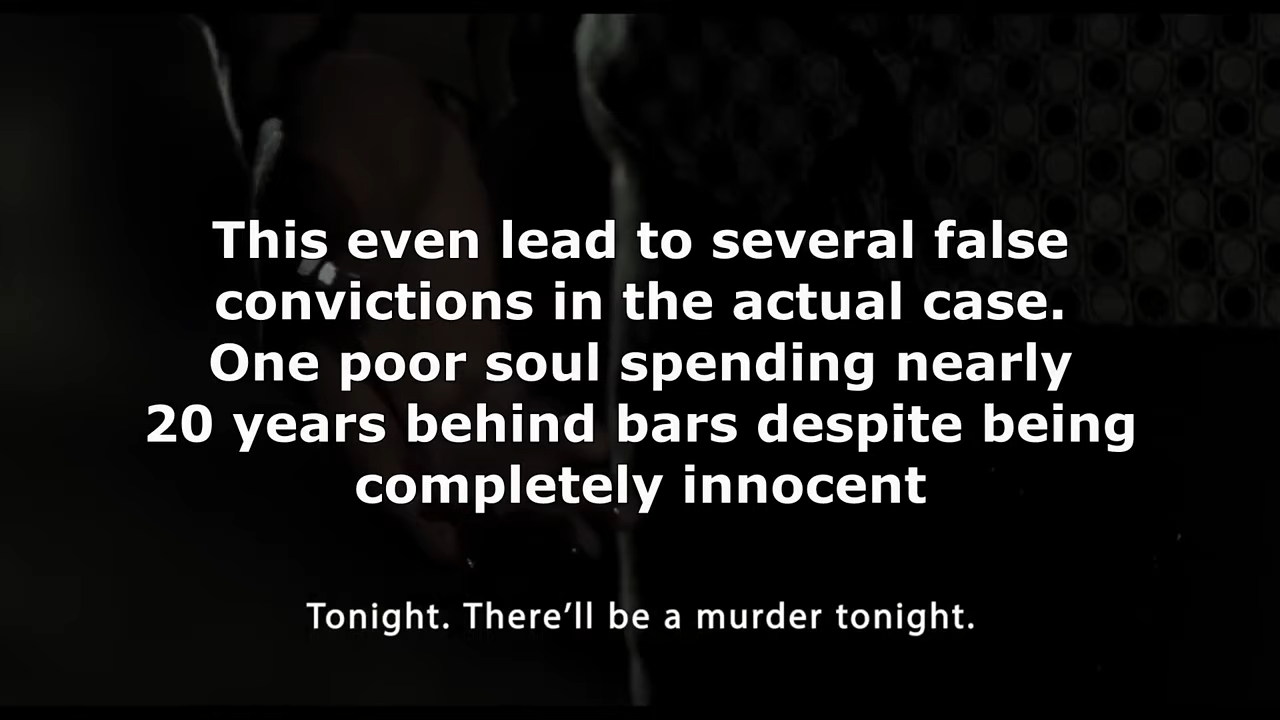 This even lead to several false
convictions in the actual case.
One poor soul spending nearly
20 years behind bars despite being
completely innocent
Tonight. There’ll be a murder tonight.